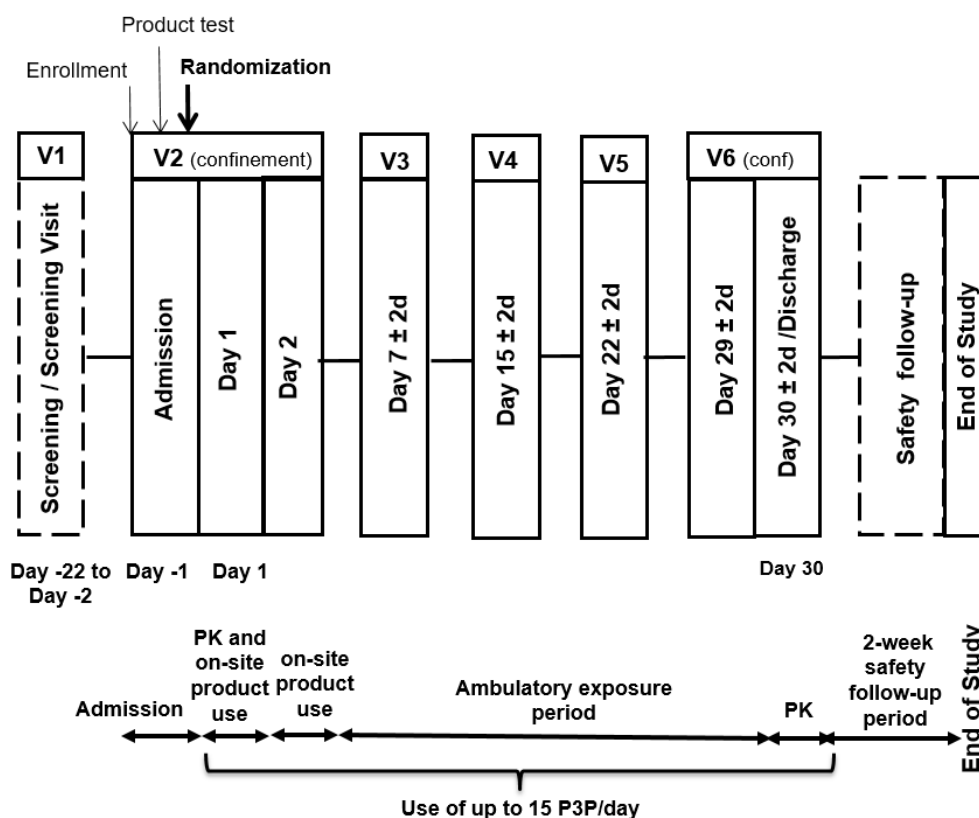 Product test
Enrollment
Randomization
V1
V2 (confinement)
V3
V4
V5
V6 (conf)
Screening / Screening Visit
Admission
Day 1
Day 2
Day 7 ± 2d
Day 15 ± 2d
Day 22 ± 2d
Day 29 ± 2d
Day 30 ± 2d /Discharge
Safety follow-up
End of Study
Day -22 to
Day -2
Day -1
Day 1
Day 30
Admission
PK and
on-site
product
use
on-site
product
use
Ambulatory exposure
period
PK
2-week
safety
follow-up
period
End of Study
Use of up to 15 P3P/day